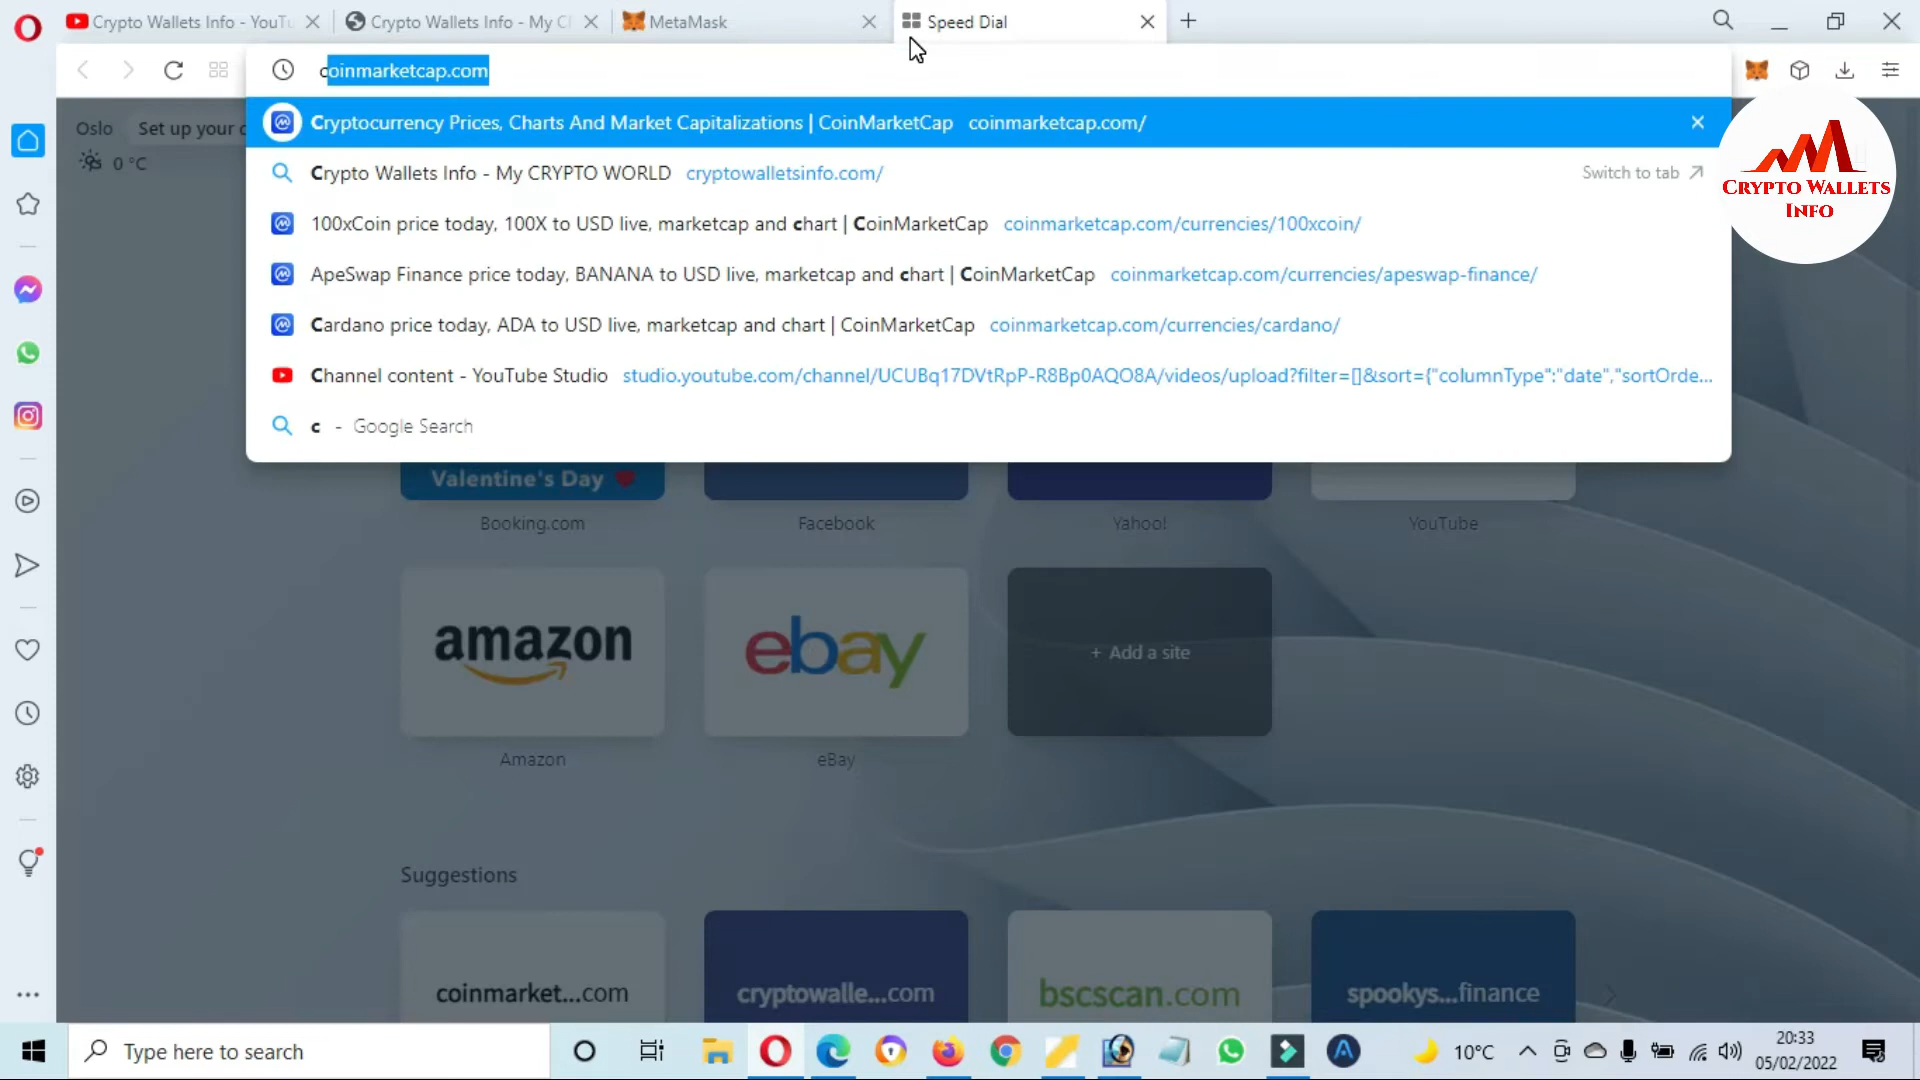 Crypto Wallets Info - YouTu
Crypto Wallets Info - My C
MetaMask
Speed Dial
coinmarketcap.com
Oslo
Set up your c
0 °C
Cryptocurrency Prices, Charts And Market Capitalizations | CoinMarketCap coinmarketcap.com/
Crypto Wallets Info - My CRYPTO WORLD cryptowalletsinfo.com/
Switch to tab
100xCoin price today, 100X to USD live, marketcap and chart | CoinMarketCap coinmarketcap.com/currencies/100xcoin/
ApeSwap Finance price today, BANANA to USD live, marketcap and chart | CoinMarketCap coinmarketcap.com/currencies/apeswap-finance/
Cardano price today, ADA to USD live, marketcap and chart | CoinMarketCap coinmarketcap.com/currencies/cardano/
Channel content - YouTube Studio studio.youtube.com/channel/UCUBq17DVtRpP-R8Bp0AQO8A/videos/upload?filter=[]&sort={"columnType":"date","sortOrde...
c - Google Search
CRYPTO WALLETS
INFO
Valentine's Day
Booking.com
Facebook
Yahoo!
YouTube
amazon
ebay
+ Add a site
Amazon
eBay
Suggestions
coinmarket...com
cryptowalle...com
bscscan.com
spookys...finance
Type here to search
10°C
20:33
05/02/2022